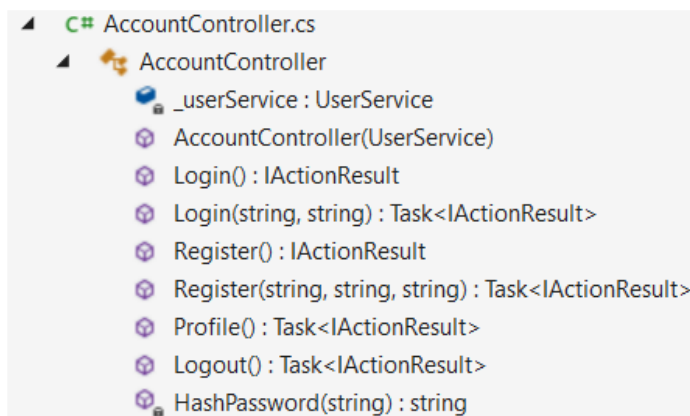 C# AccountController.cs
AccountController
_userService : UserService
AccountController(UserService)
Login() : IActionResult
Login(string, string) : Task<IActionResult>
Register() : IActionResult
Register(string, string, string) : Task<IActionResult>
Profile() : Task<IActionResult>
Logout() : Task<IActionResult>
HashPassword(string) : string